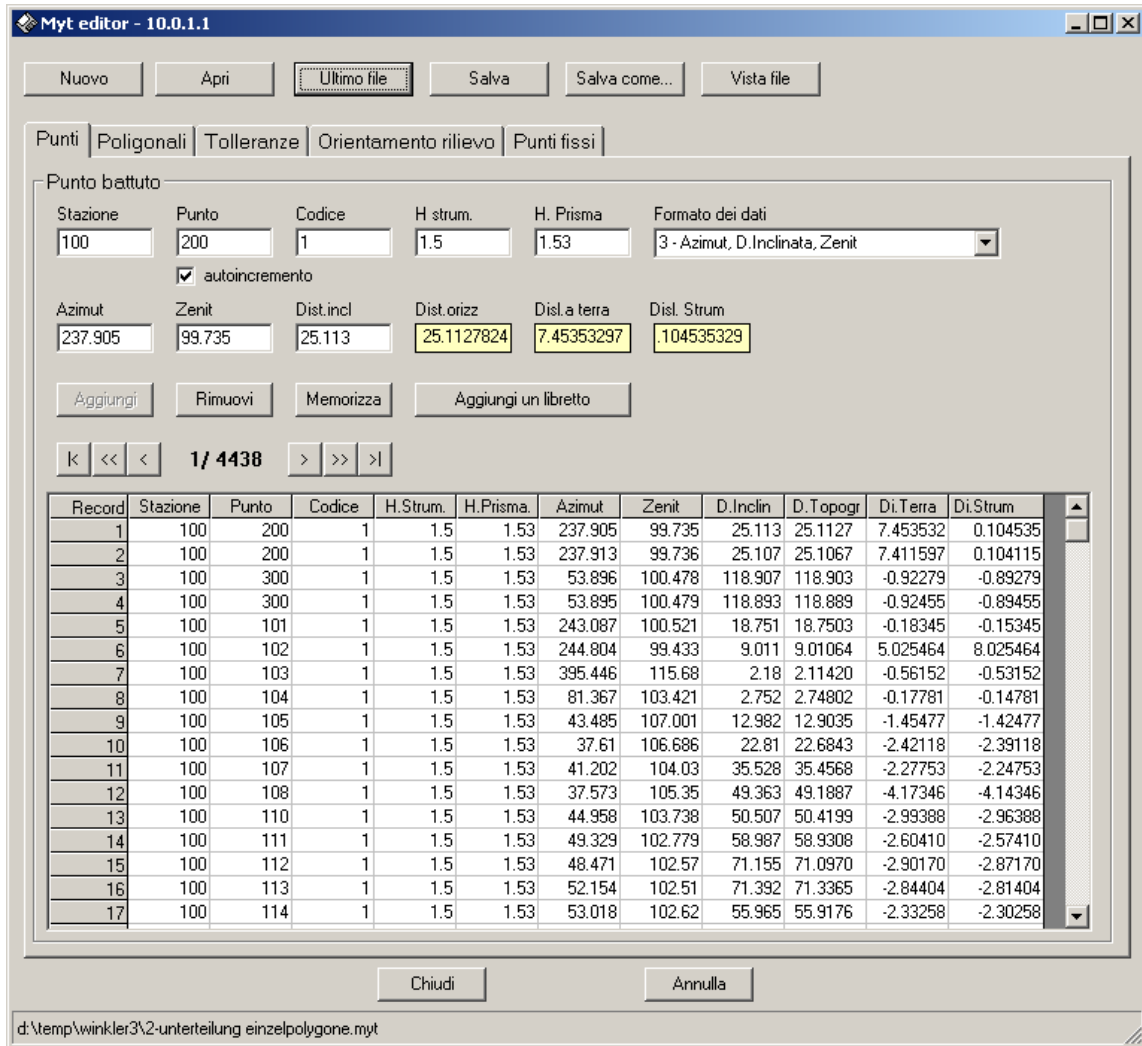 Myt editor - 10.0.1.1
Nuovo Apri Ultimo file Salva Salva come... Vista file
Punti Poligonali Tolleranze Orientamento rilievo Punti fissi
Punto battuto
Stazione Punto Codice H strum. H. Prisma Formato dei dati
100 200 1 1.5 1.53 3 - Azimut, D.Inclinata, Zenit
autoincremento
Azimut Zenit Dist.incl Dist.orizz Disl.a terra Disl. Strum
237.905 99.735 25.113 25.1127824 7.45353297 .104535329
Aggiungi Rimuovi Memorizza Aggiungi un libretto
|< << < 1/ 4438 > >> >|
Record Stazione Punto Codice H.Strum. H.Prisma. Azimut Zenit D.Inclin D.Topogr Di.Terra Di.Strum
1 100 200 1 1.5 1.53 237.905 99.735 25.113 25.1127 7.453532 0.104535
2 100 200 1 1.5 1.53 237.913 99.736 25.107 25.1067 7.411597 0.104115
3 100 300 1 1.5 1.53 53.896 100.478 118.907 118.903 -0.92279 -0.89279
4 100 300 1 1.5 1.53 53.895 100.479 118.893 118.889 -0.92455 -0.89455
5 100 101 1 1.5 1.53 243.087 100.521 18.751 18.7503 -0.18345 -0.15345
6 100 102 1 1.5 1.53 244.804 99.433 9.011 9.01064 5.025464 8.025464
7 100 103 1 1.5 1.53 395.446 115.68 2.18 2.11420 -0.56152 -0.53152
8 100 104 1 1.5 1.53 81.367 103.421 2.752 2.74802 -0.17781 -0.14781
9 100 105 1 1.5 1.53 43.485 107.001 12.982 12.9035 -1.45477 -1.42477
10 100 106 1 1.5 1.53 37.61 106.686 22.81 22.6843 -2.42118 -2.39118
11 100 107 1 1.5 1.53 41.202 104.03 35.528 35.4568 -2.27753 -2.24753
12 100 108 1 1.5 1.53 37.573 105.35 49.363 49.1887 -4.17346 -4.14346
13 100 110 1 1.5 1.53 44.958 103.738 50.507 50.4199 -2.99388 -2.96388
14 100 111 1 1.5 1.53 49.329 102.779 58.987 58.9308 -2.60410 -2.57410
15 100 112 1 1.5 1.53 48.471 102.57 71.155 71.0970 -2.90170 -2.87170
16 100 113 1 1.5 1.53 52.154 102.51 71.392 71.3365 -2.84404 -2.81404
17 100 114 1 1.5 1.53 53.018 102.62 55.965 55.9176 -2.33258 -2.30258
Chiudi Annulla
d:\temp\winkler3\2-unterteilung einzelpolygone.myt